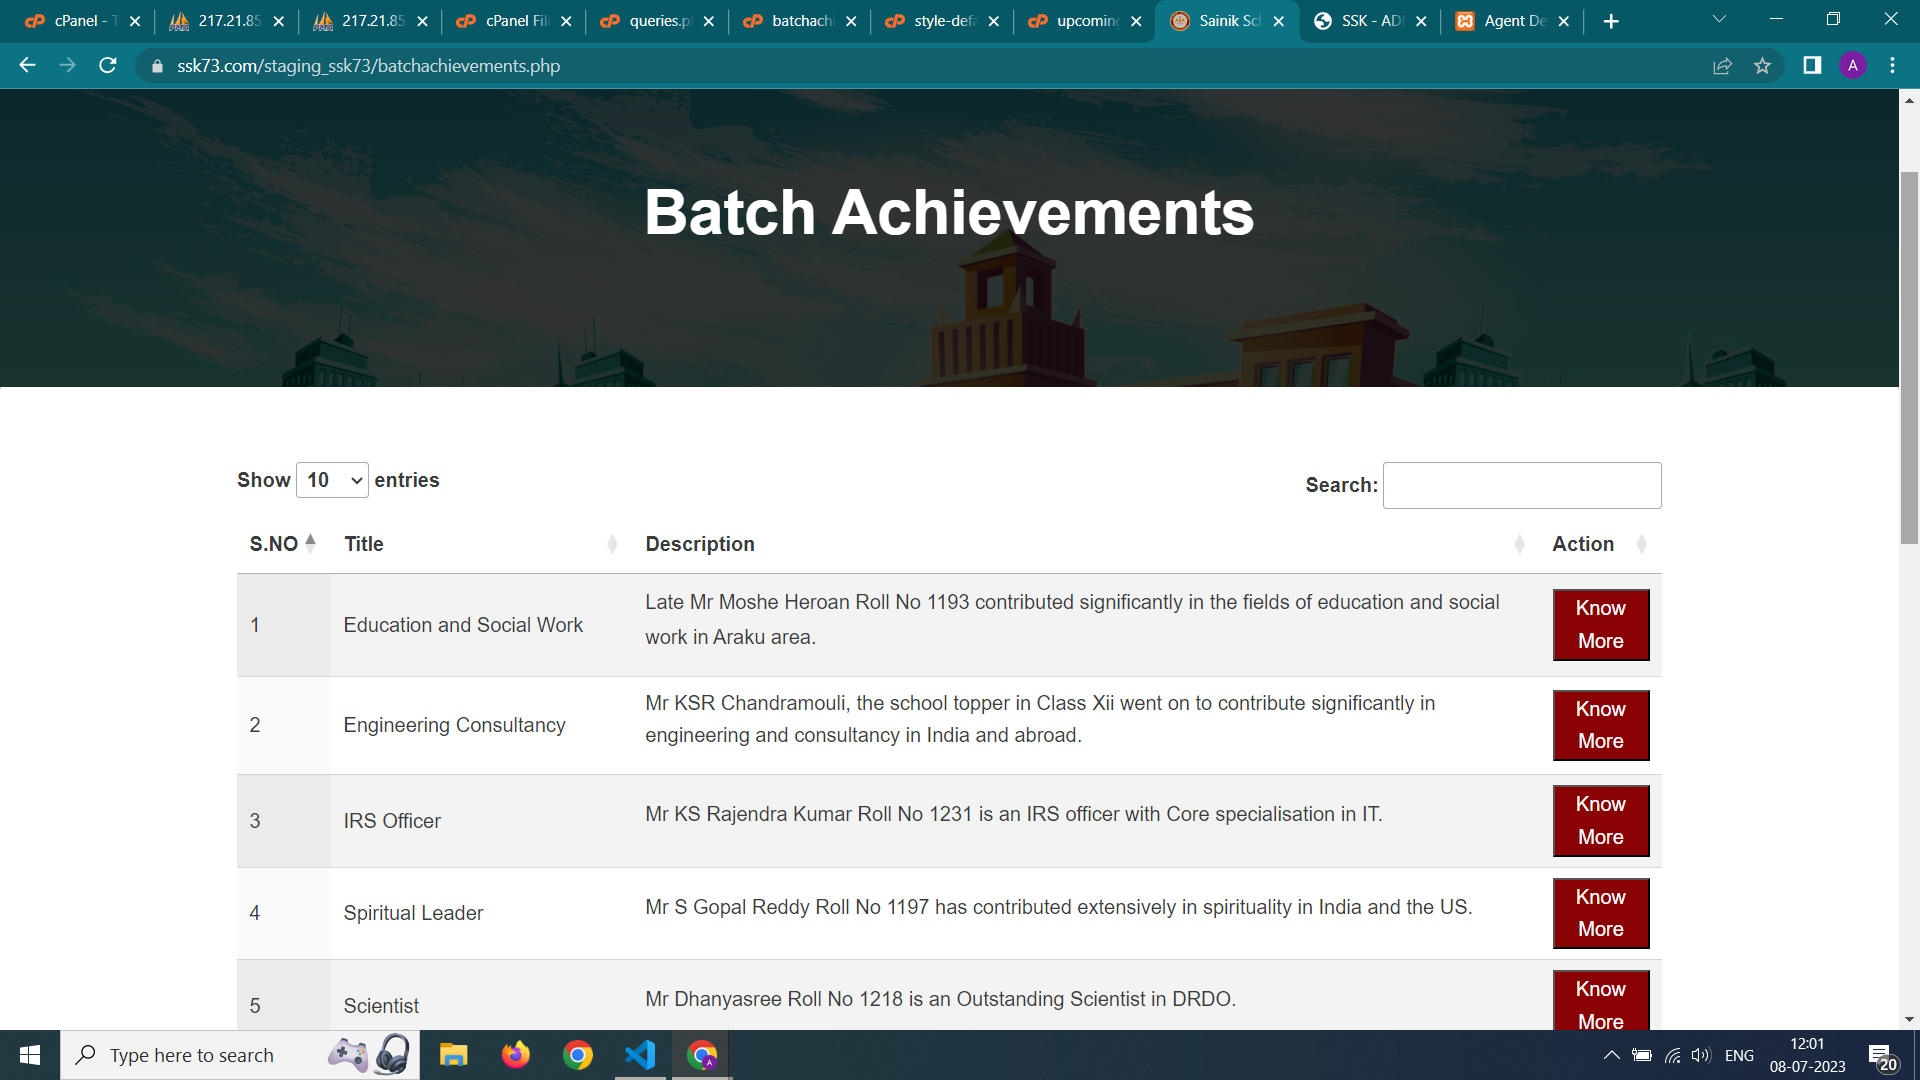 cPanel - T
217.21.85
217.21.85
cPanel Fil
queries.p
batchachi
style-defa
upcoming
Sainik Sch
SSK - ADM
Agent De
ssk73.com/staging_ssk73/batchachievements.php
A
Batch Achievements
Show 10 entries
Search:
S.NO Title Description Action
1 Education and Social Work Late Mr Moshe Heroan Roll No 1193 contributed significantly in the fields of education and social
work in Araku area.
Know
More
2 Engineering Consultancy Mr KSR Chandramouli, the school topper in Class Xii went on to contribute significantly in
engineering and consultancy in India and abroad.
Know
More
3 IRS Officer Mr KS Rajendra Kumar Roll No 1231 is an IRS officer with Core specialisation in IT.
Know
More
4 Spiritual Leader Mr S Gopal Reddy Roll No 1197 has contributed extensively in spirituality in India and the US.
Know
More
5 Scientist Mr Dhanyasree Roll No 1218 is an Outstanding Scientist in DRDO.
Know
More
Type here to search
ENG
12:01
08-07-2023
20